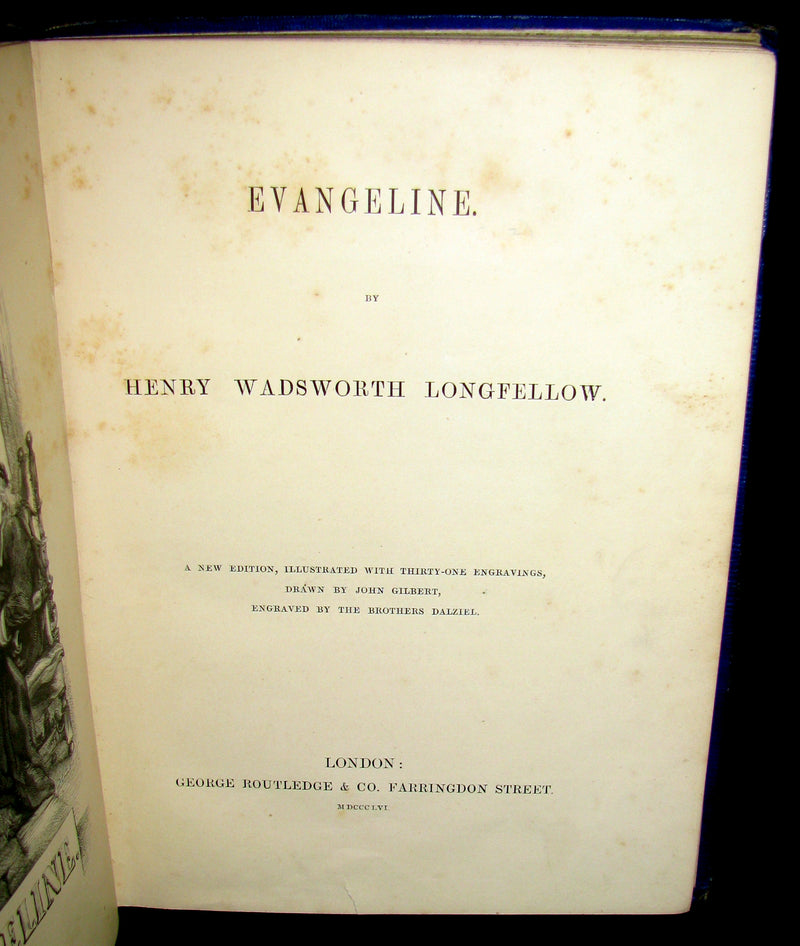 EVANGELINE.
BY
HENRY WADSWORTH LONGFELLOW.
A NEW EDITION, ILLUSTRATED WITH THIRTY-ONE ENGRAVINGS,
DRAWN BY JOHN GILBERT,
ENGRAVED BY THE BROTHERS DALZIEL.
LONDON:
GEORGE ROUTLEDGE & CO. FARRINGDON STREET.
MDCCCLVI.